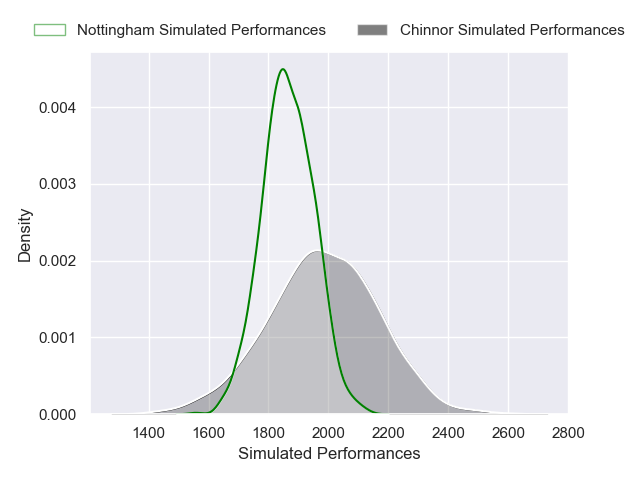 Nottingham Simulated Performances Chinnor Simulated Performances
0.004
0.003
0.002
0.001
0.000
Density
1400 1600 1800 2000 2200 2400 2600 2800
Simulated Performances